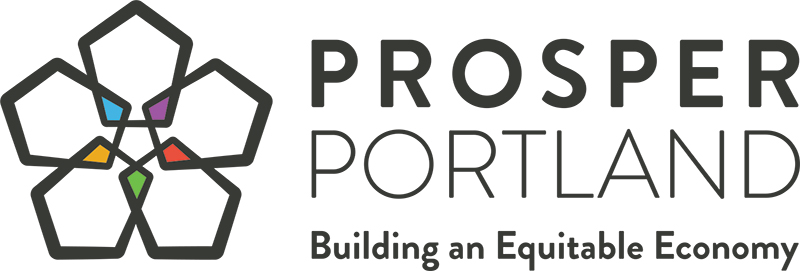 PROSPER
PORTLAND
Building an Equitable Economy